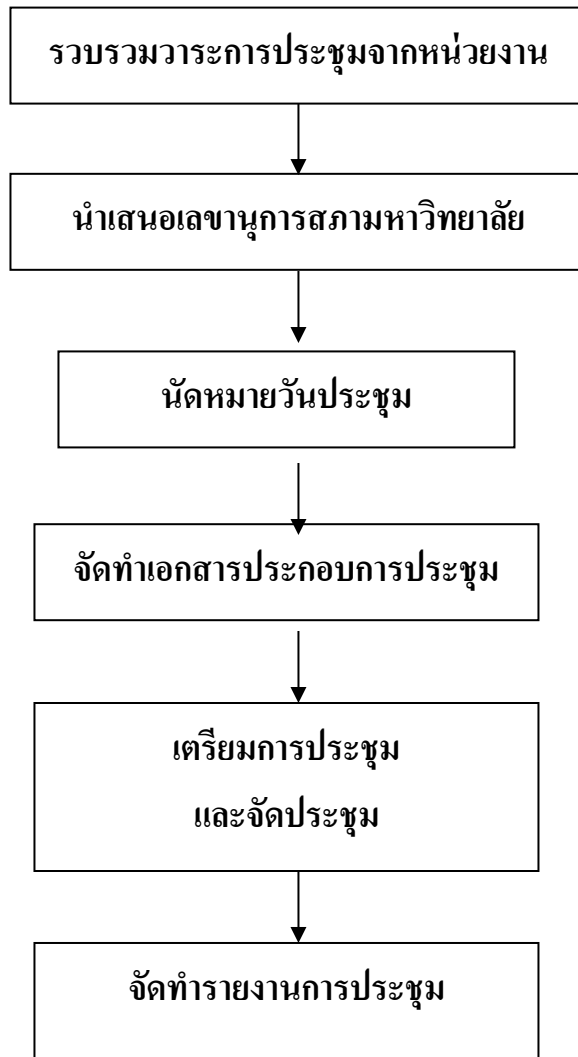 รวบรวมวาระการประชุมจากหน่วยงาน
นำเสนอเลขานุการสภามหาวิทยาลัย
นัดหมายวันประชุม
จัดทำเอกสารประกอบการประชุม
เตรียมการประชุม
และจัดประชุม
จัดทำรายงานการประชุม